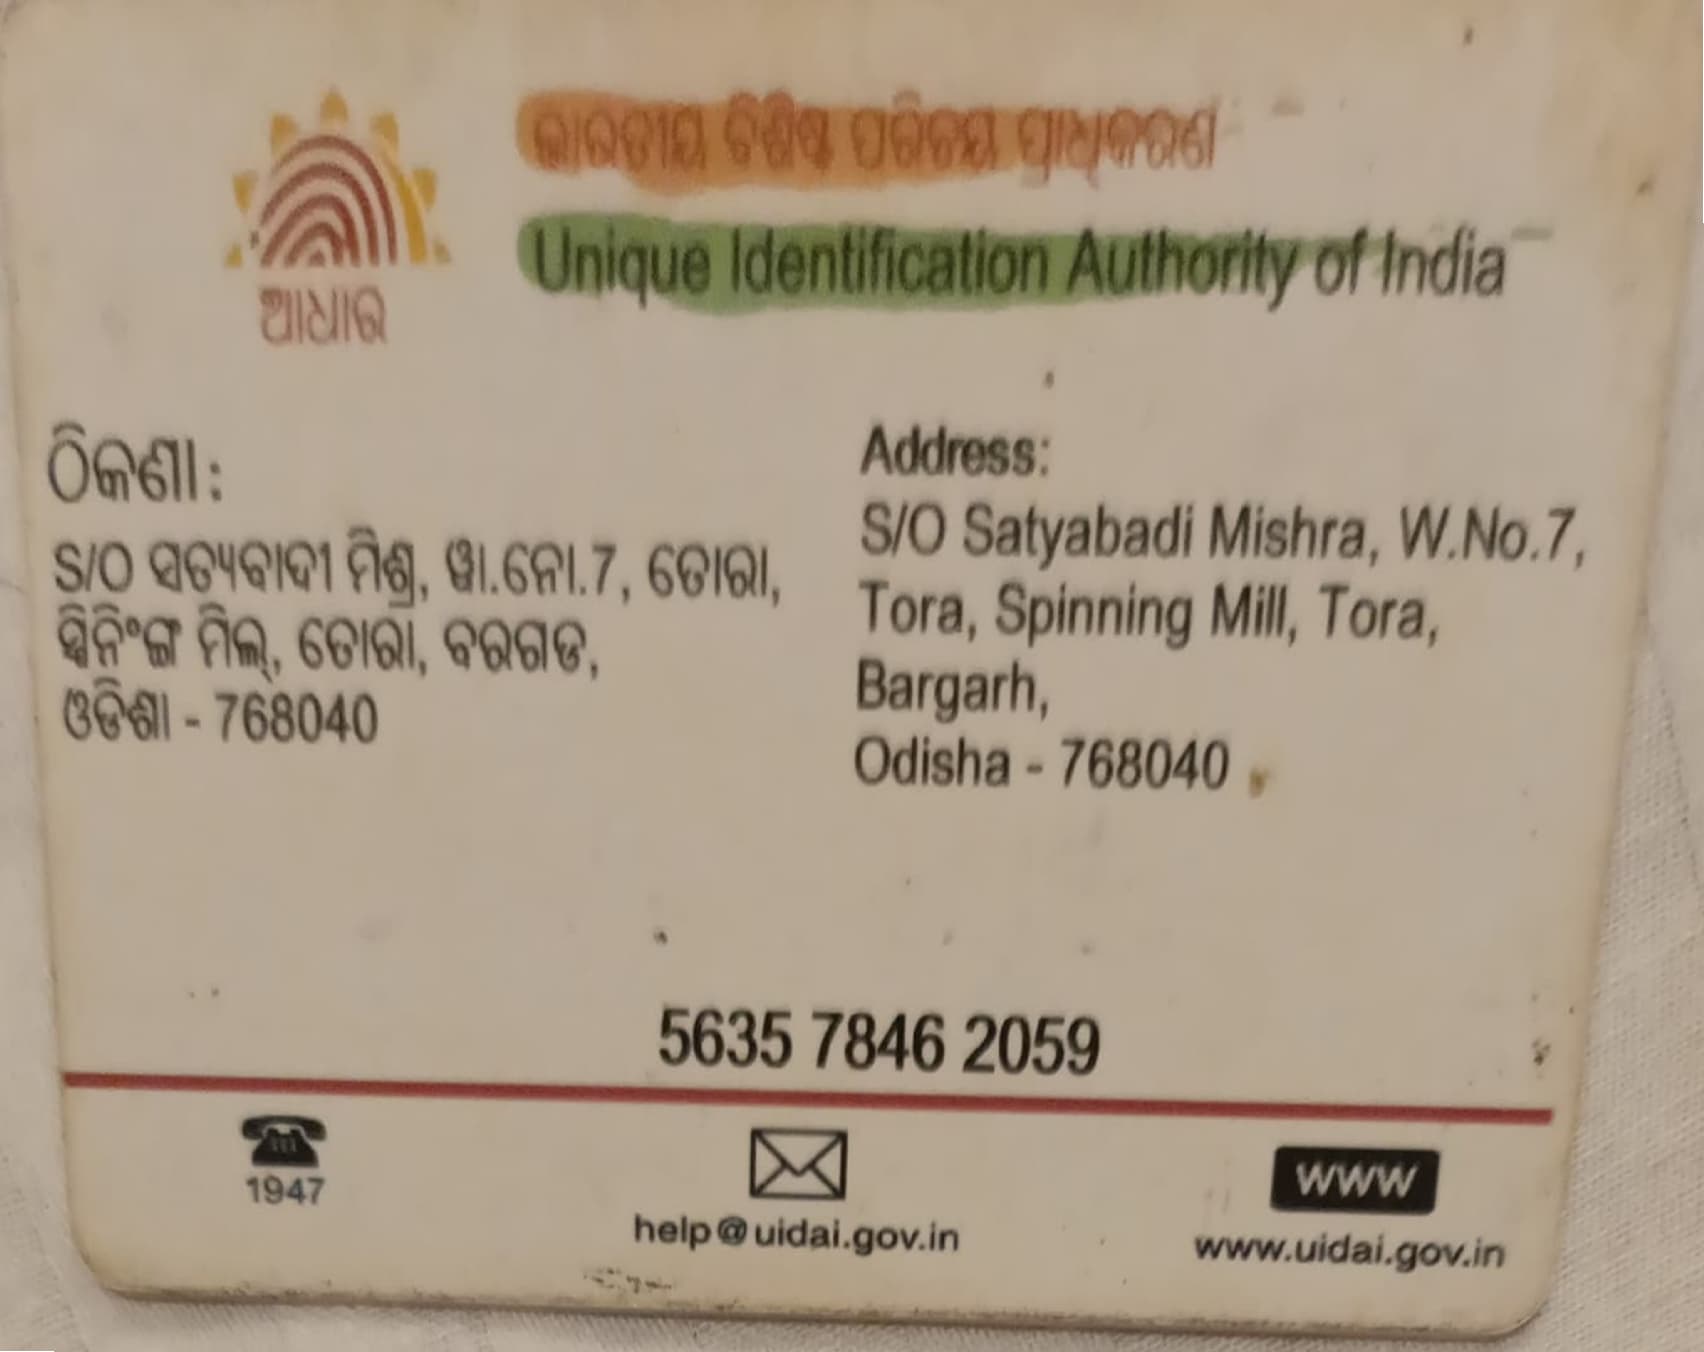 ଭାରତୀୟ ବିଶିଷ୍ଟ ପରିଚୟ ପ୍ରାଧିକରଣ
Unique Identification Authority of India
ଆଧାର
ଠିକଣା:
S/O ସତ୍ୟବାଦୀ ମିଶ୍ର, ୱା.ନୋ.7, ତୋରା,
ସ୍ପିନିଂଙ୍ଗ ମିଲ୍, ତୋରା, ବରଗଡ,
ଓଡିଶା - 768040
Address:
S/O Satyabadi Mishra, W.No.7,
Tora, Spinning Mill, Tora,
Bargarh,
Odisha - 768040
5635 7846 2059
1947
help@uidai.gov.in
www
www.uidai.gov.in